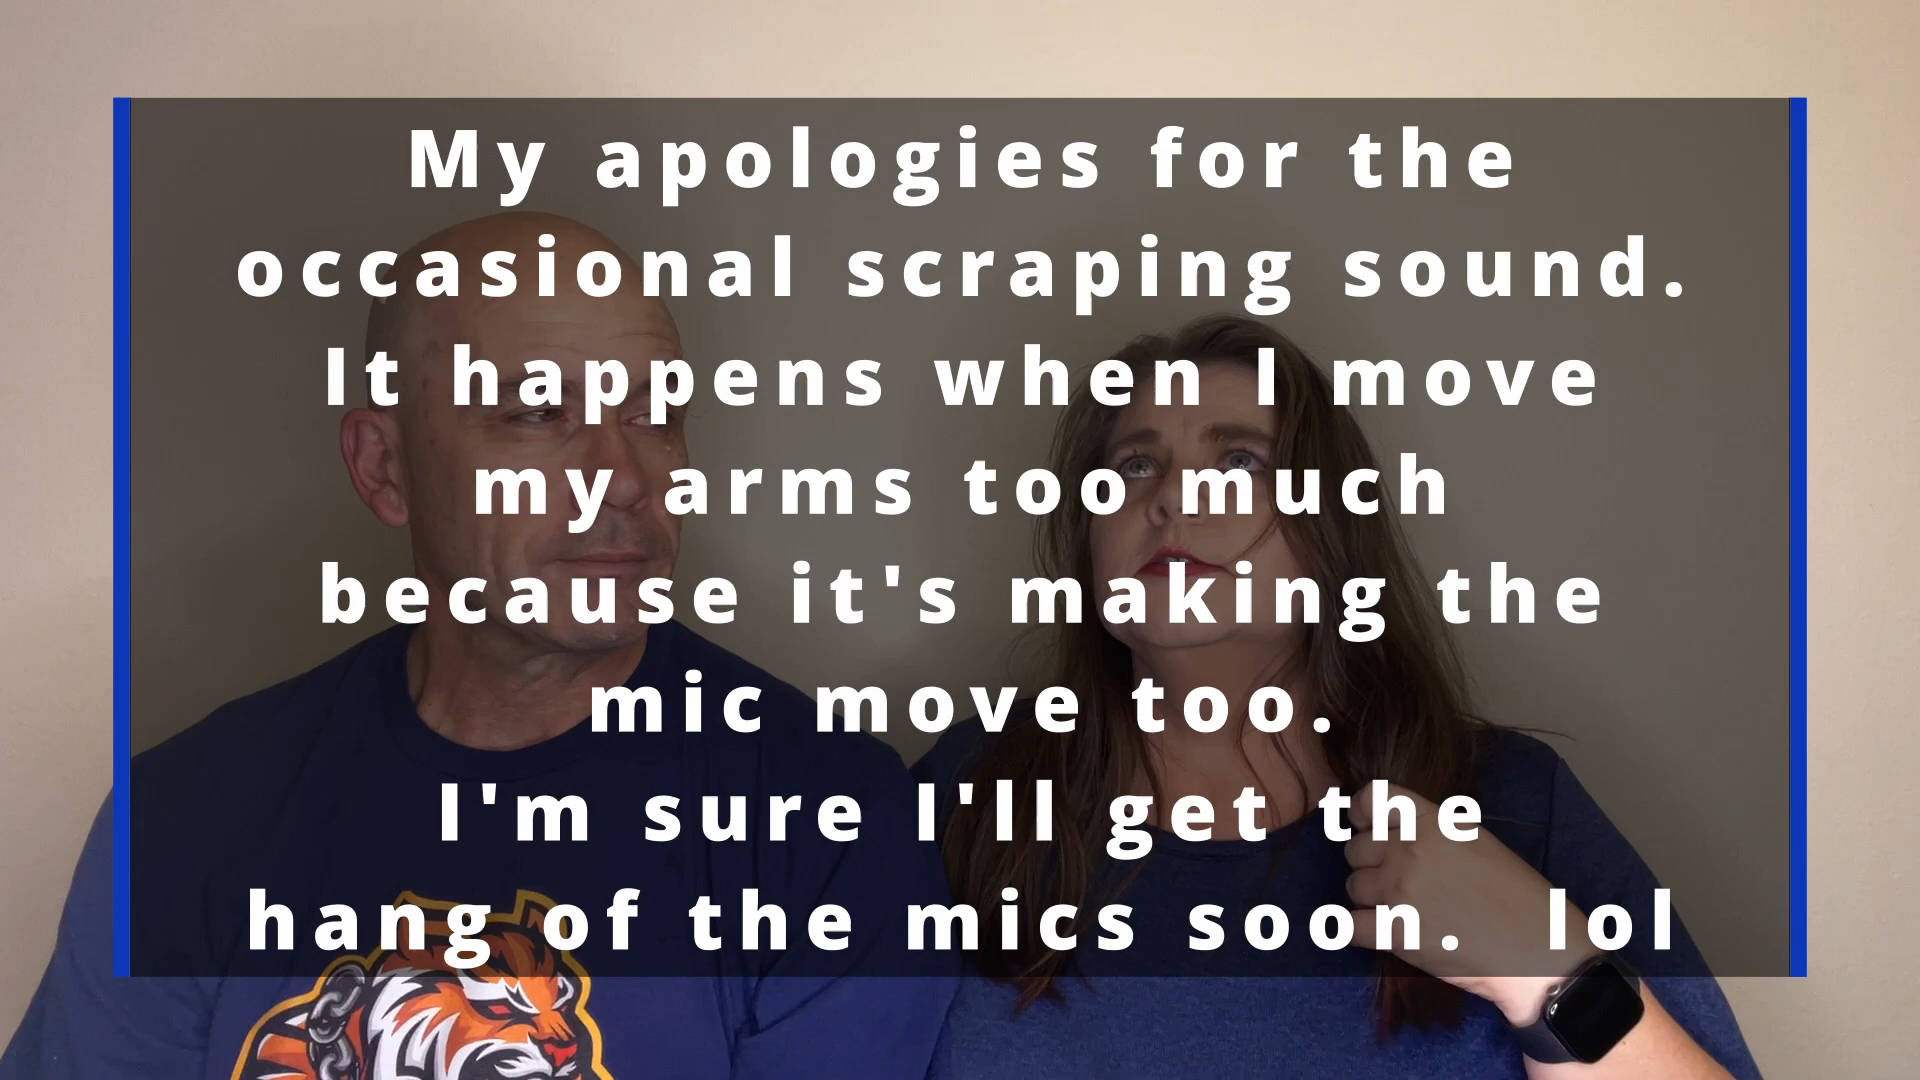 My apologies for the
occasional scraping sound.
It happens when I move
my arms too much
because it's making the
mic move too.
I'm sure I'll get the
hang of the mics soon.  lol